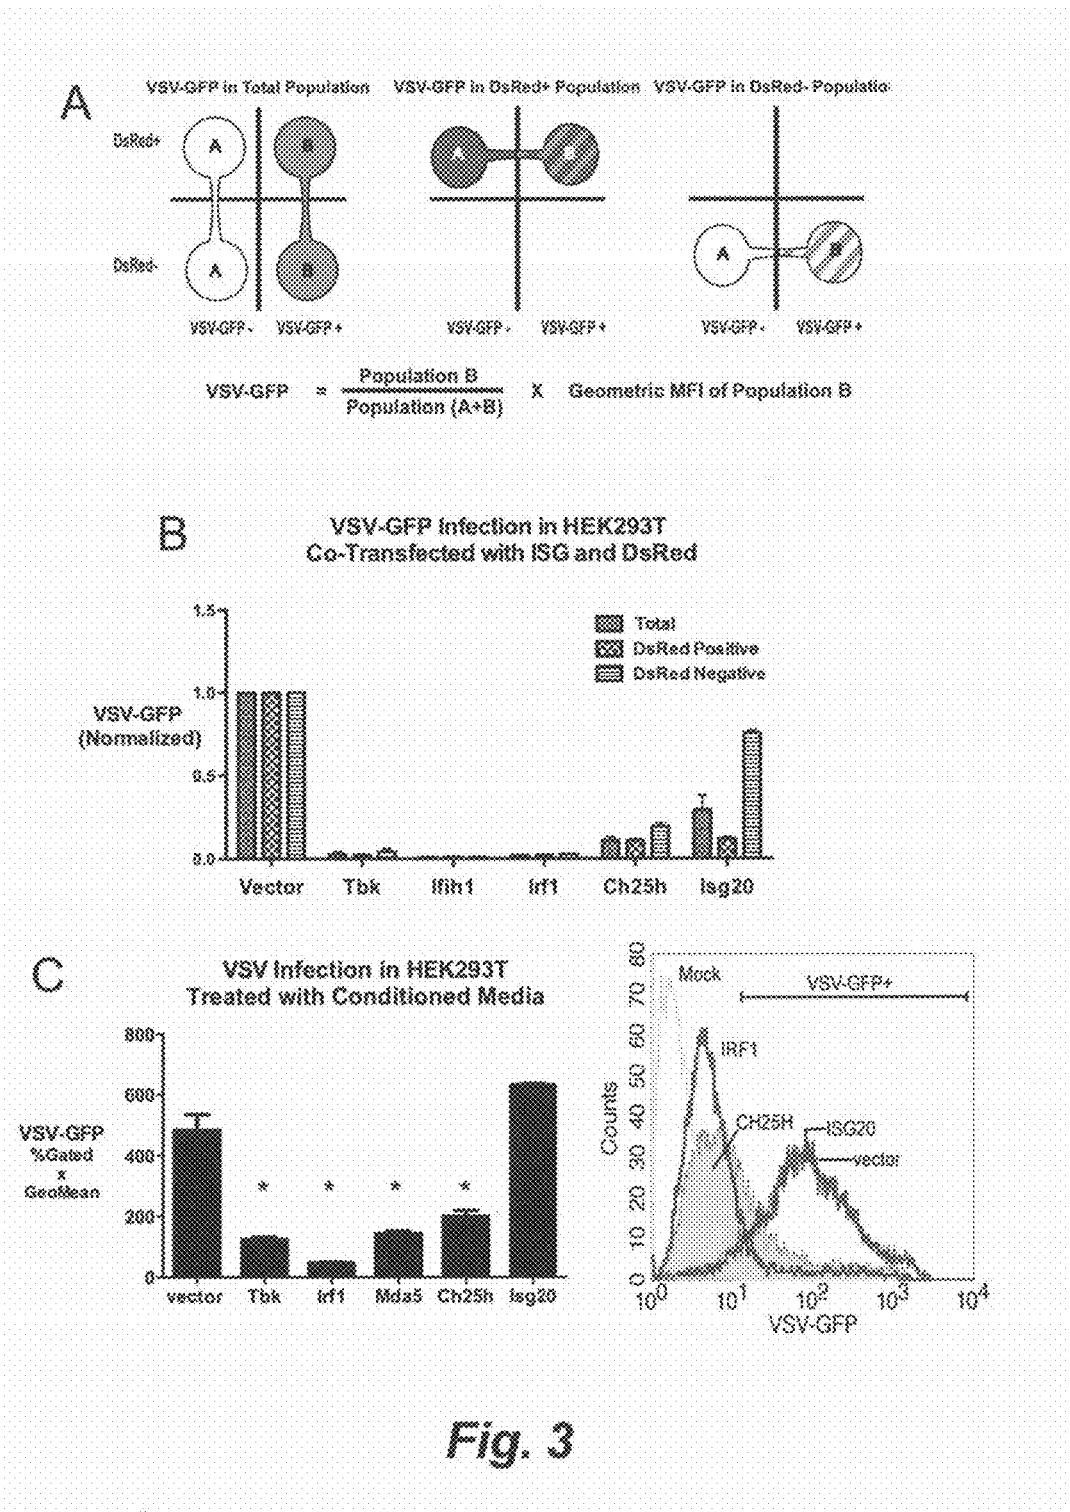 A
VSV-GFP in Total Population
VSV-GFP in DsRed+ Population
VSV-GFP in DsRed- Populatio
DsRed+
A
B
A
DsRed-
A
B
A
B
VSV-GFP -
VSV-GFP +
VSV-GFP -
VSV-GFP +
VSV-GFP -
VSV-GFP +
VSV-GFP = Population B
Population (A+B)
X Geometric MFI of Population B
B
VSV-GFP Infection in HEK293T
Co-Transfected with ISG and DsRed
Total
DsRed Positive
DsRed Negative
VSV-GFP
(Normalized)
1.5
1.0
0.5
0.0
Vector
Tbk
Ifih1
Irf1
Ch25h
Isg20
C
VSV Infection in HEK293T
Treated with Conditioned Media
VSV-GFP
%Gated
x
GeoMean
800
600
400
200
0
* * * *
vector
Tbk
Irf1
Mda5
Ch25h
Isg20
Counts
80
70
60
50
40
30
20
10
0
Mock
VSV-GFP+
IRF1
CH25H
ISG20
vector
10^0
10^1
10^2
10^3
10^4
VSV-GFP
Fig. 3